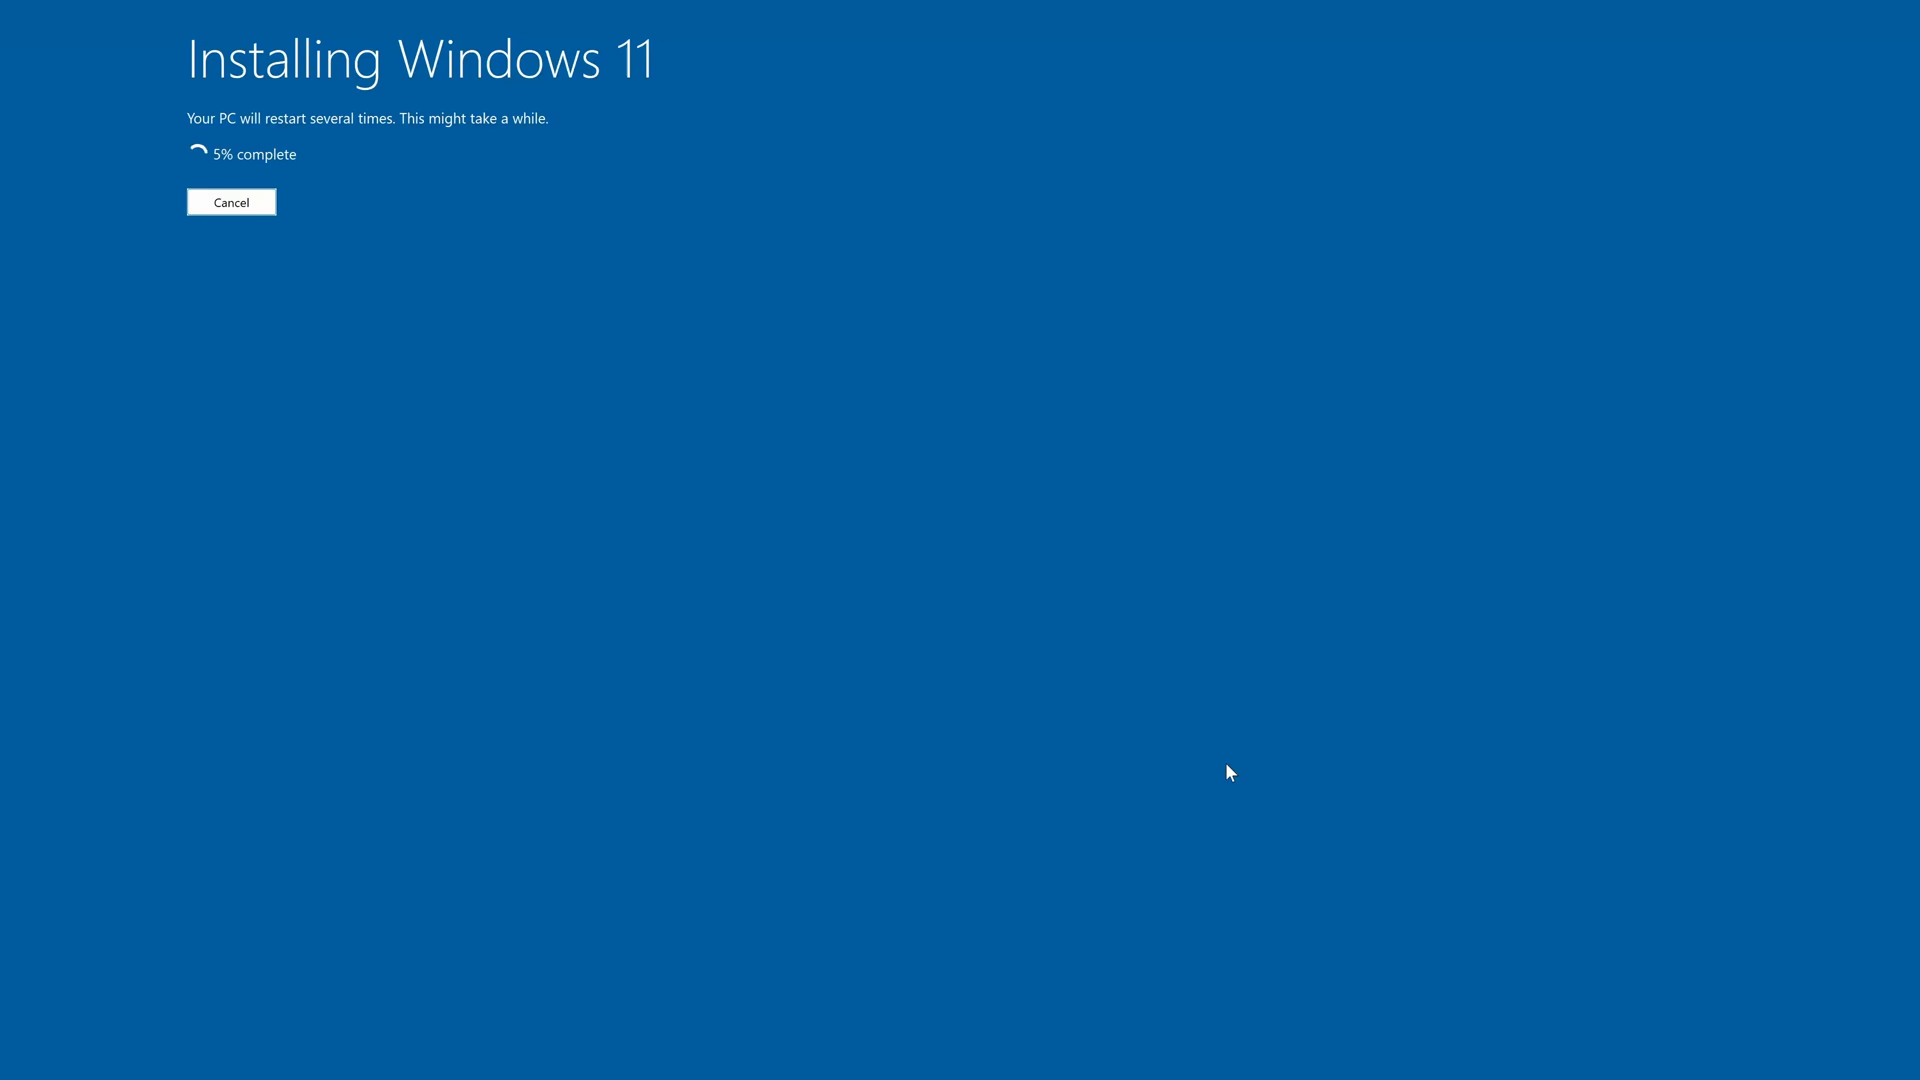 Installing Windows 11
Your PC will restart several times. This might take a while.
5% complete
Cancel